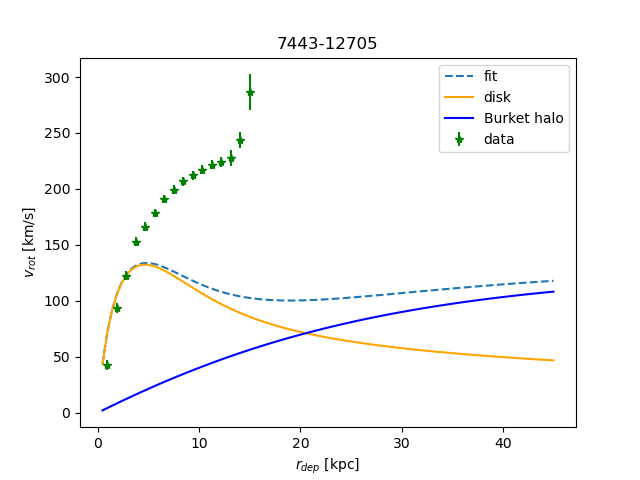 7443-12705
fit
disk
Burket halo
data
v_rot [km/s]
300
250
200
150
100
50
0
0 10 20 30 40
r_dep [kpc]